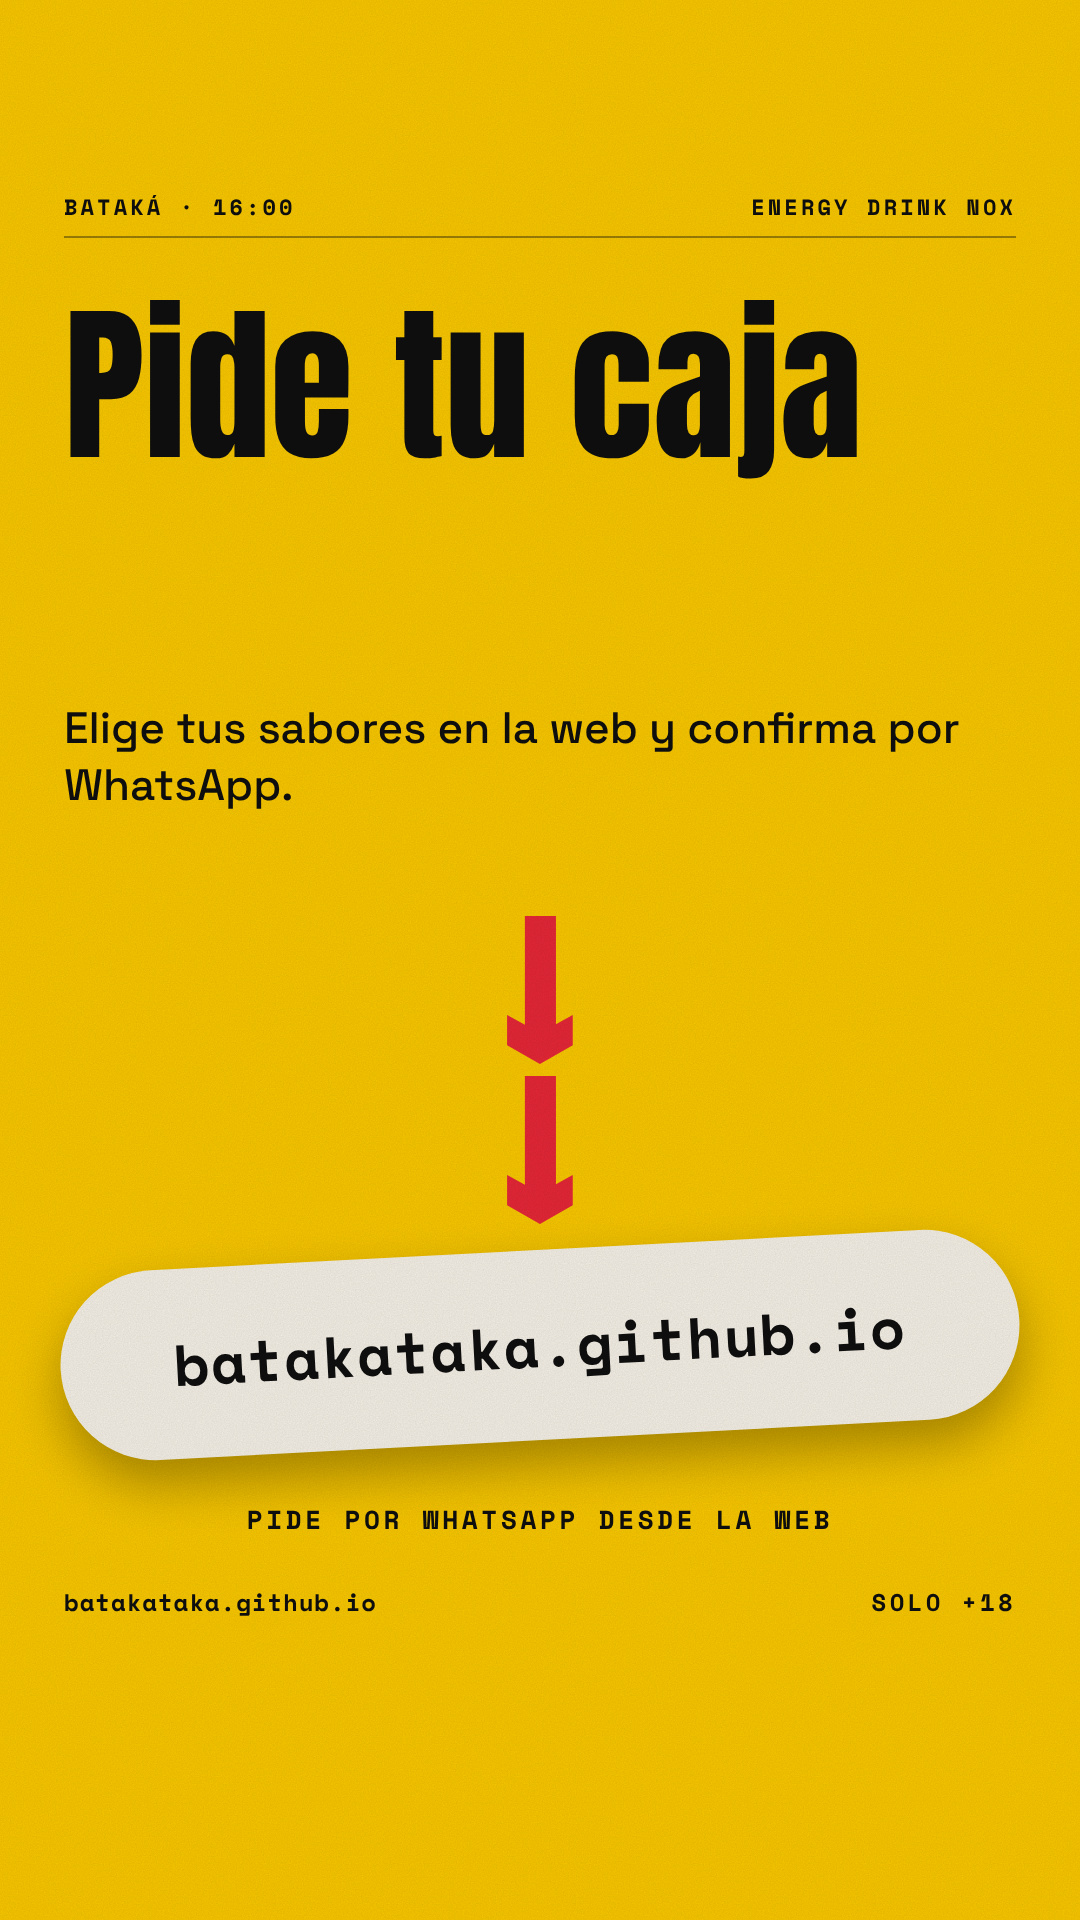 BATAKÁ · 16:00
ENERGY DRINK NOX
Pide tu caja
Elige tus sabores en la web y confirma por
WhatsApp.
batakataka.github.io
PIDE POR WHATSAPP DESDE LA WEB
batakataka.github.io
SOLO +18